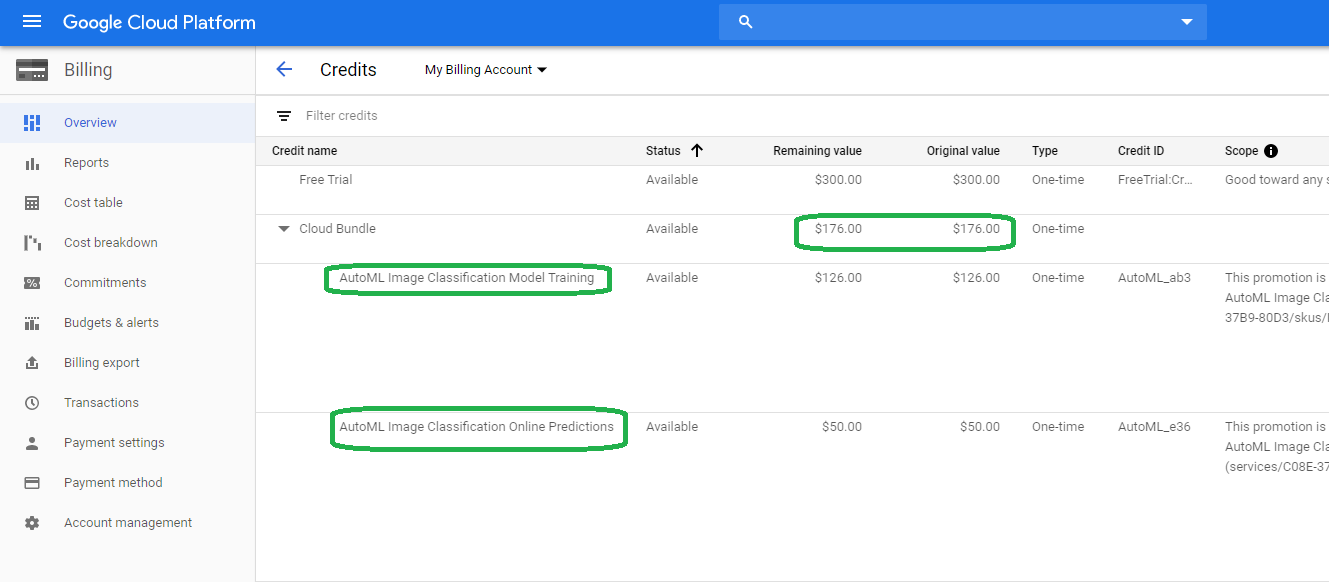 Google Cloud Platform
Billing
Credits My Billing Account
Overview
Reports
Cost table
Cost breakdown
Commitments
Budgets & alerts
Billing export
Transactions
Payment settings
Payment method
Account management
Filter credits
Credit name Status Remaining value Original value Type Credit ID Scope
Free Trial Available $300.00 $300.00 One-time FreeTrial:Cr... Good toward any s
Cloud Bundle Available $176.00 $176.00 One-time
AutoML Image Classification Model Training Available $126.00 $126.00 One-time AutoML_ab3 This promotion is
AutoML Image Cla
37B9-80D3/skus/
AutoML Image Classification Online Predictions Available $50.00 $50.00 One-time AutoML_e36 This promotion is
AutoML Image Cla
(services/C08E-37